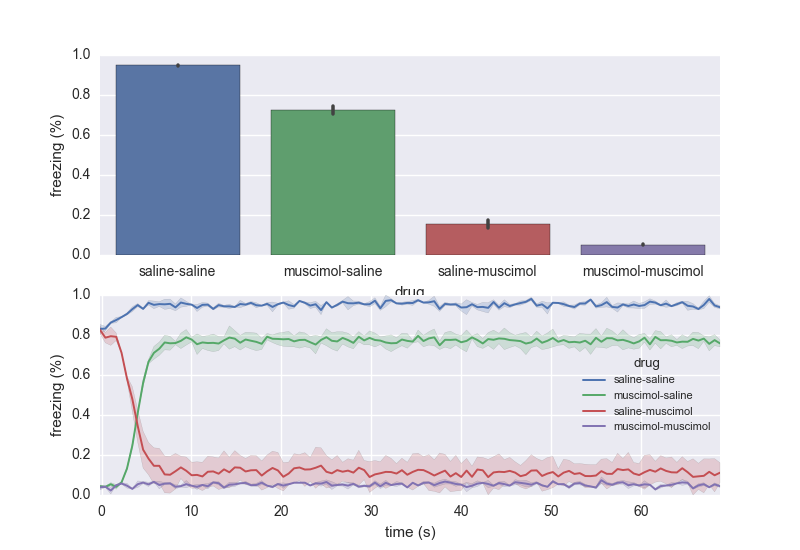 1.0
0.8
0.6
0.4
0.2
0.0
freezing (%)
saline-saline muscimol-saline saline-muscimol muscimol-muscimol
drug
1.0
0.8
0.6
0.4
0.2
0.0
freezing (%)
drug
saline-saline
muscimol-saline
saline-muscimol
muscimol-muscimol
0 10 20 30 40 50 60
time (s)